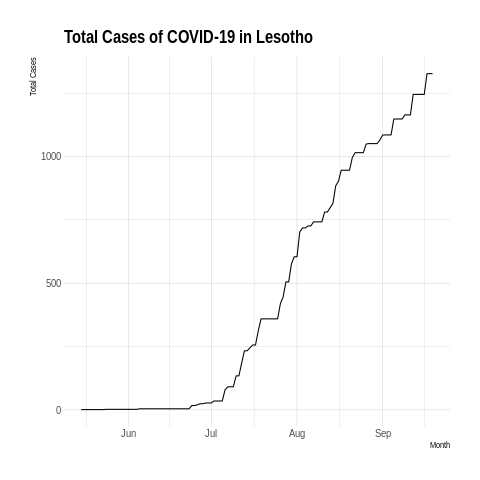 Total Cases of COVID-19 in Lesotho
Total Cases
1000
500
0
Jun Jul Aug Sep
Month